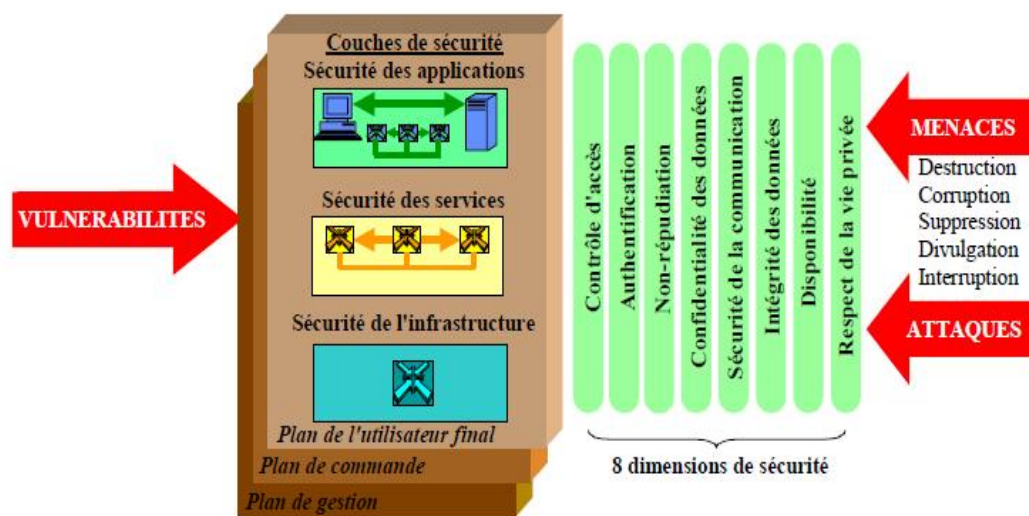 Couches de sécurité
Sécurité des applications
Sécurité des services
Sécurité de l'infrastructure
Plan de l'utilisateur final
Plan de commande
Plan de gestion
VULNERABILITES
Contrôle d'accès
Authentification
Non-répudiation
Confidentialité des données
Sécurité de la communication
Intégrité des données
Disponibilité
Respect de la vie privée
8 dimensions de sécurité
MENACES
Destruction
Corruption
Suppression
Divulgation
Interruption
ATTAQUES